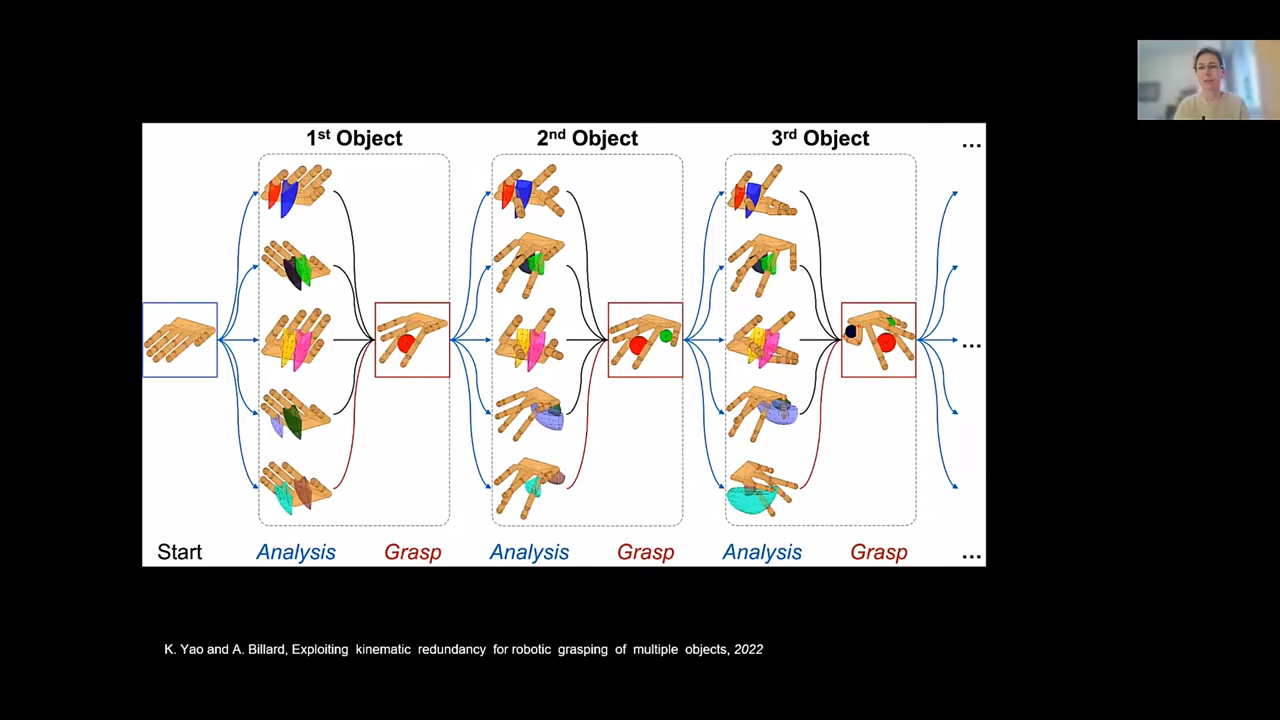 1st Object 2nd Object 3rd Object ...
...
Start Analysis Grasp Analysis Grasp Analysis Grasp ...
K. Yao and A. Billard, Exploiting kinematic redundancy for robotic grasping of multiple objects, 2022